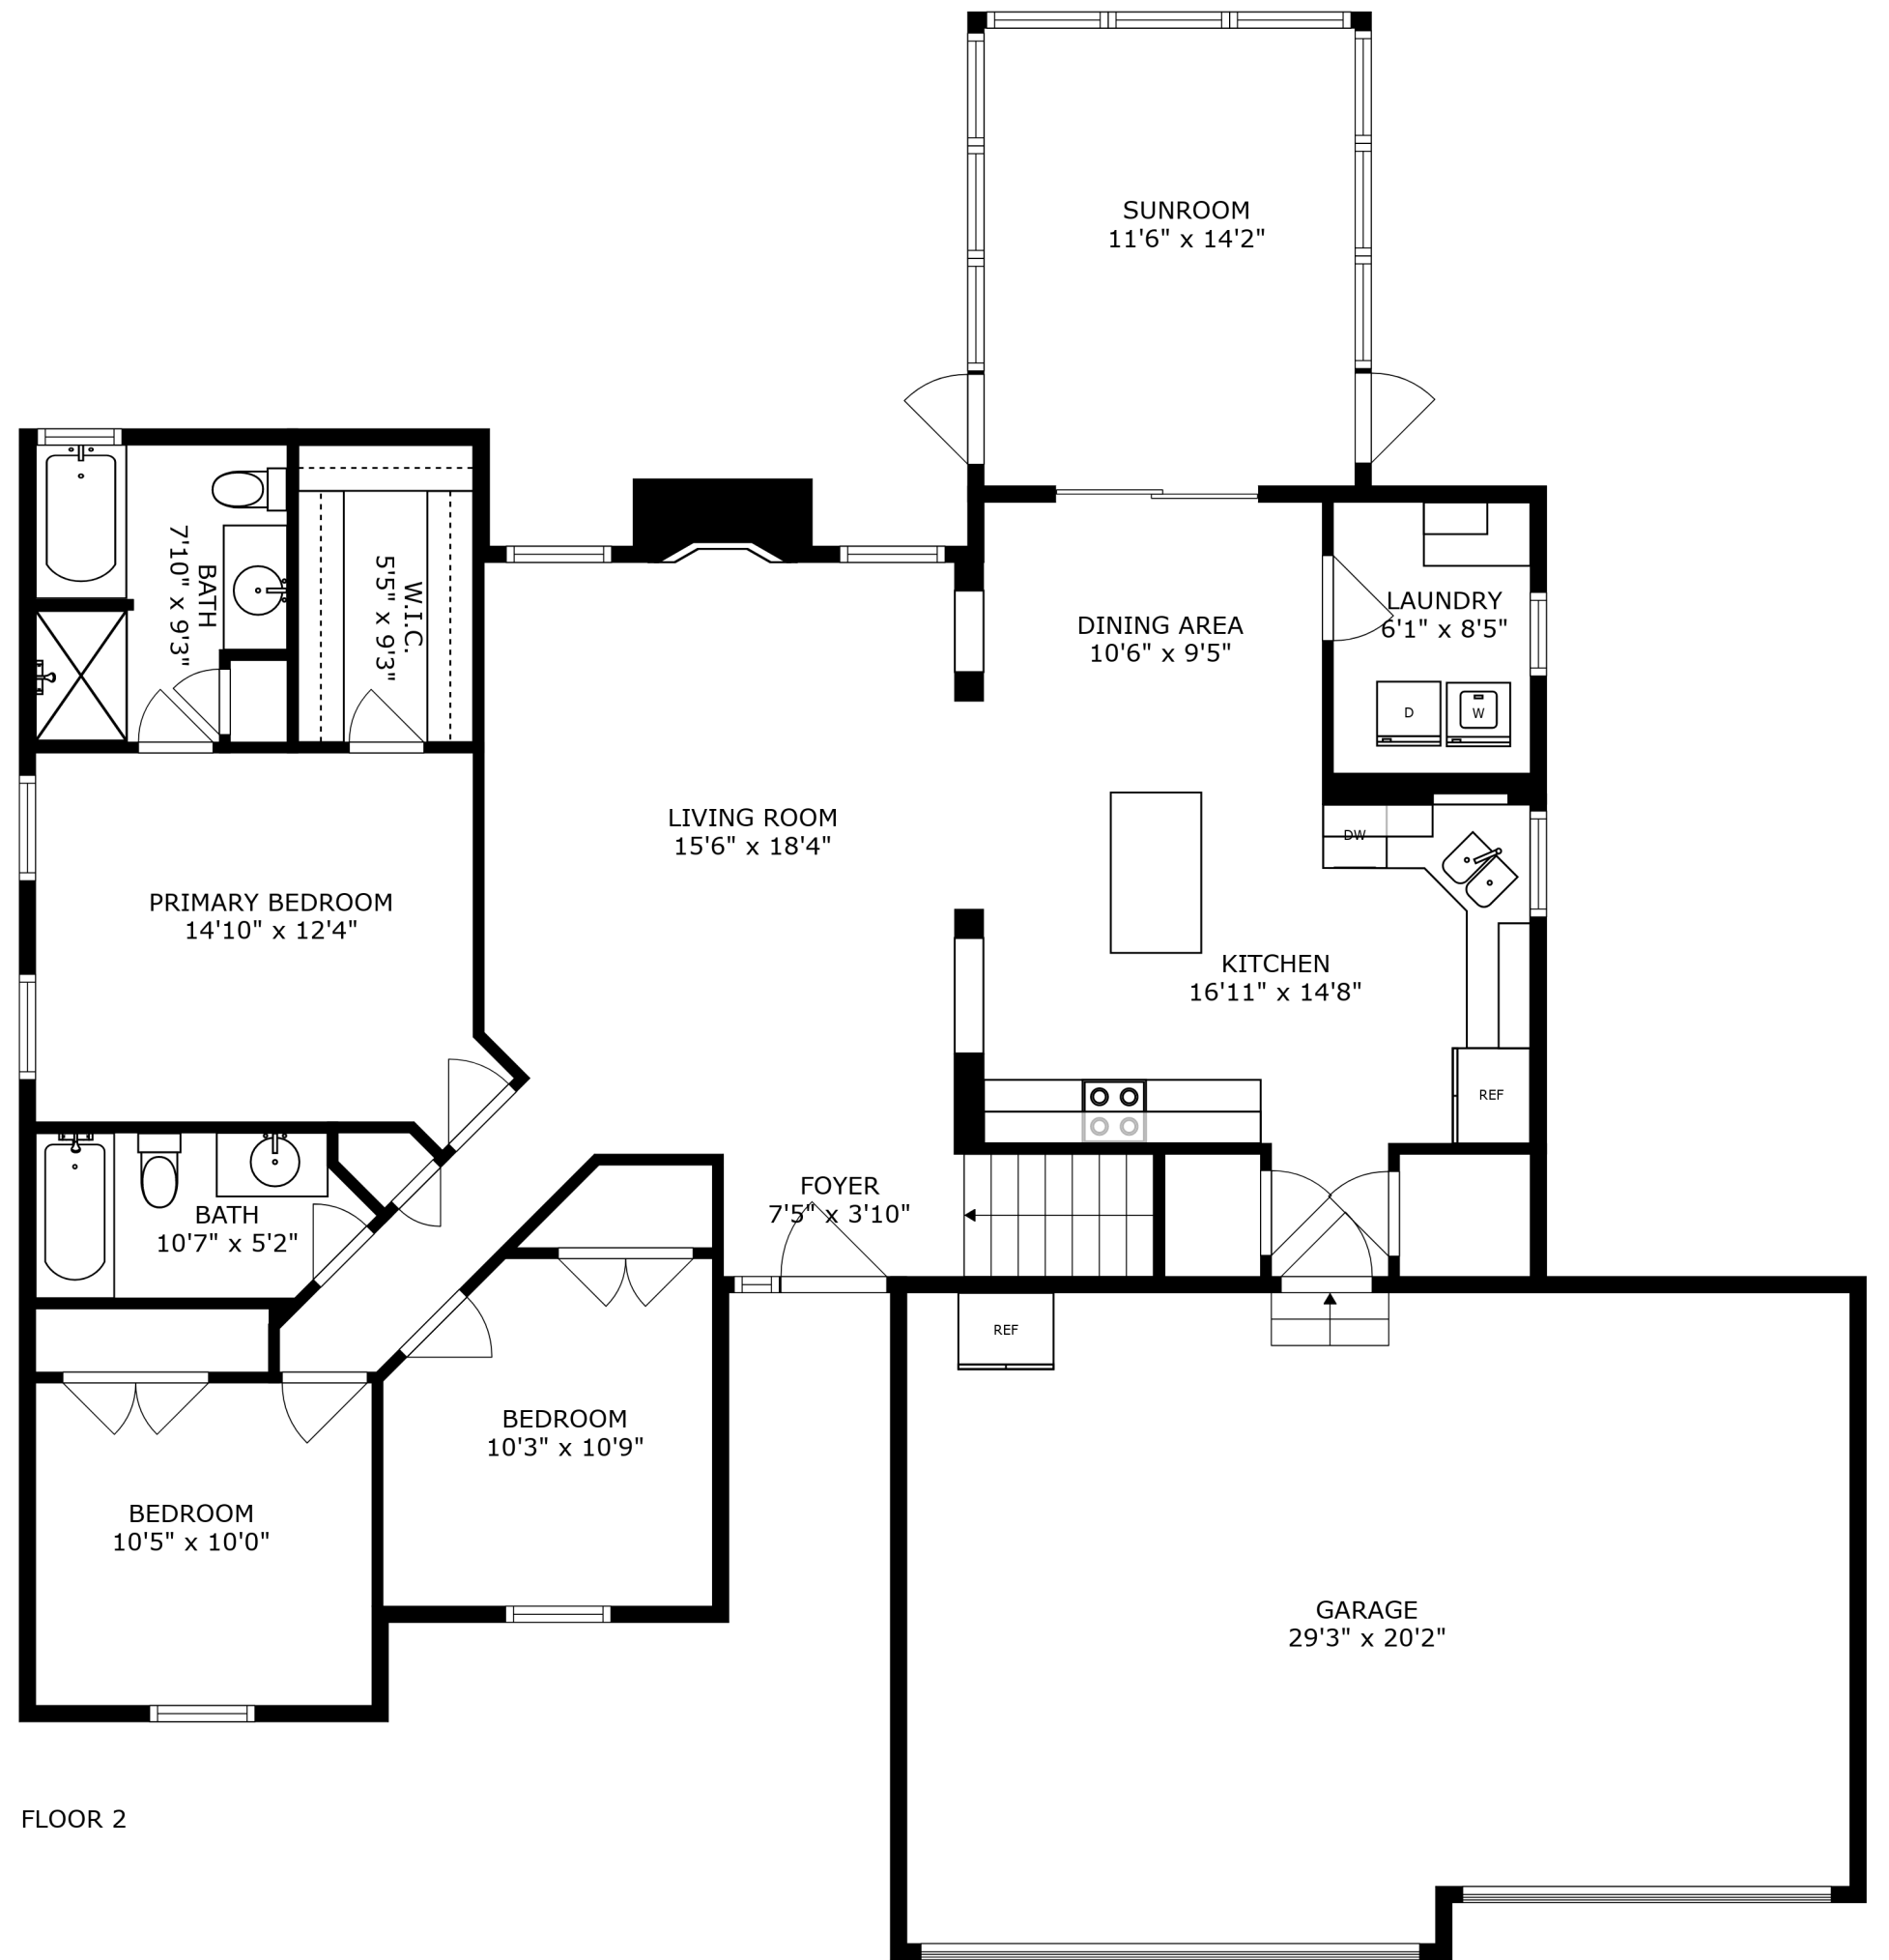 SUNROOM
11'6" x 14'2"
BATH
7'10" x 9'3"
W.I.C.
5'5" x 9'3"
DINING AREA
10'6" x 9'5"
LAUNDRY
6'1" x 8'5"
D
W
LIVING ROOM
15'6" x 18'4"
DW
PRIMARY BEDROOM
14'10" x 12'4"
KITCHEN
16'11" x 14'8"
REF
FOYER
7'5" x 3'10"
BATH
10'7" x 5'2"
REF
BEDROOM
10'3" x 10'9"
BEDROOM
10'5" x 10'0"
GARAGE
29'3" x 20'2"
FLOOR 2